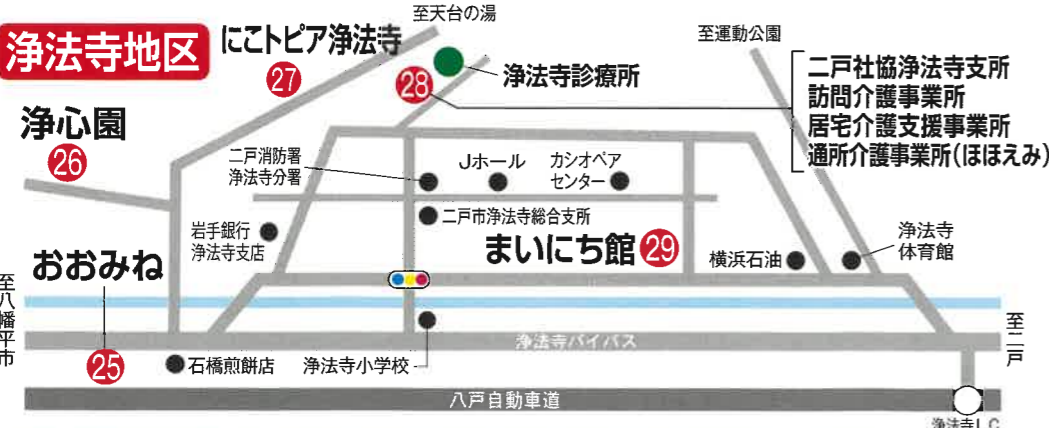 至天台の湯
浄法寺地区
にこトピア浄法寺
27
至運動公園
28
浄法寺診療所
二戸社協浄法寺支所
訪問介護事業所
居宅介護支援事業所
通所介護事業所(ほほえみ)
浄心園
26
二戸消防署
浄法寺分署
Jホール
カシオペア
センター
二戸市浄法寺総合支所
岩手銀行
浄法寺支店
まいにち館
29
横浜石油
浄法寺
体育館
おおみね
25
至八幡平市
至二戸
浄法寺バイパス
石橋煎餅店
浄法寺小学校
八戸自動車道
浄法寺I.C